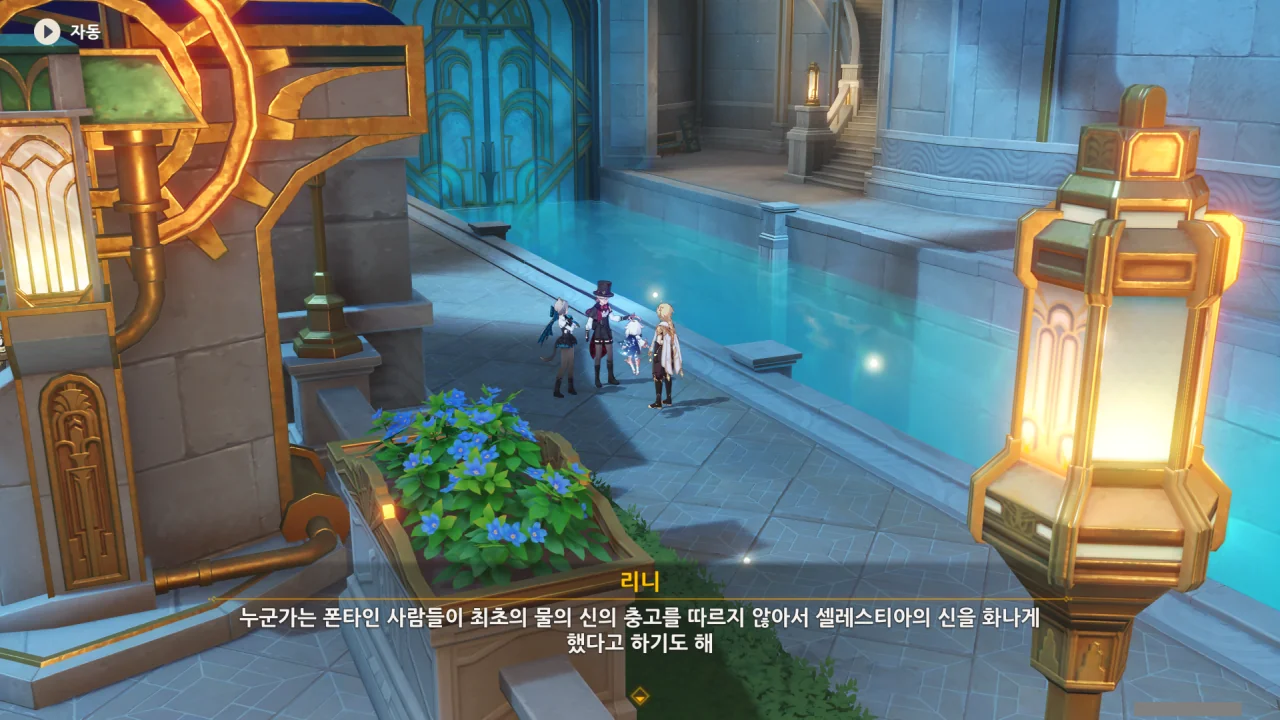 자동
리니
누군가는 폰타인 사람들이 최초의 물의 신의 충고를 따르지 않아서 셀레스티아의 신을 화나게
했다고 하기도 해